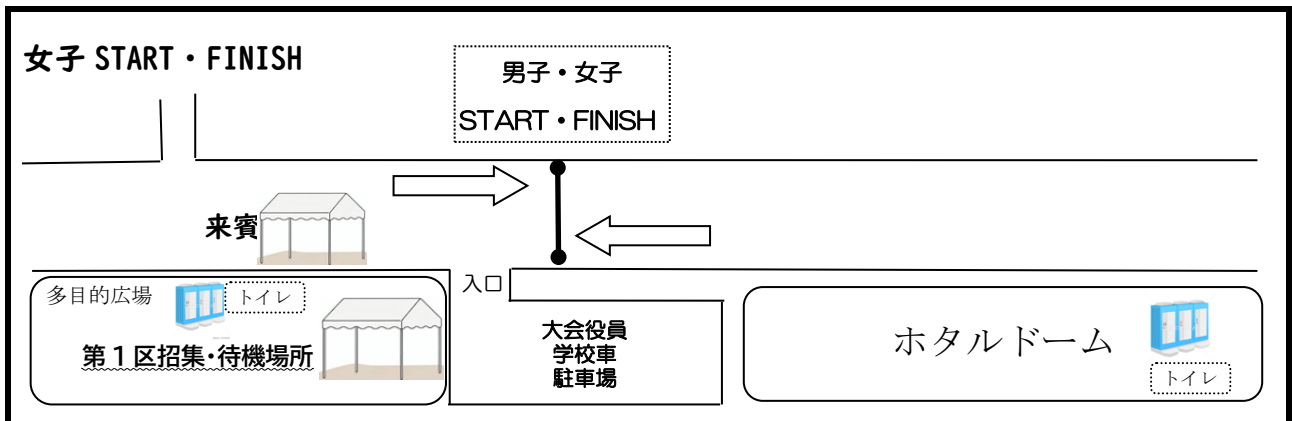 女子 START・FINISH
男子・女子
START・FINISH
来賓
入口
多目的広場
トイレ
第１区招集・待機場所
大会役員
学校車
駐車場
ホタルドーム
トイレ